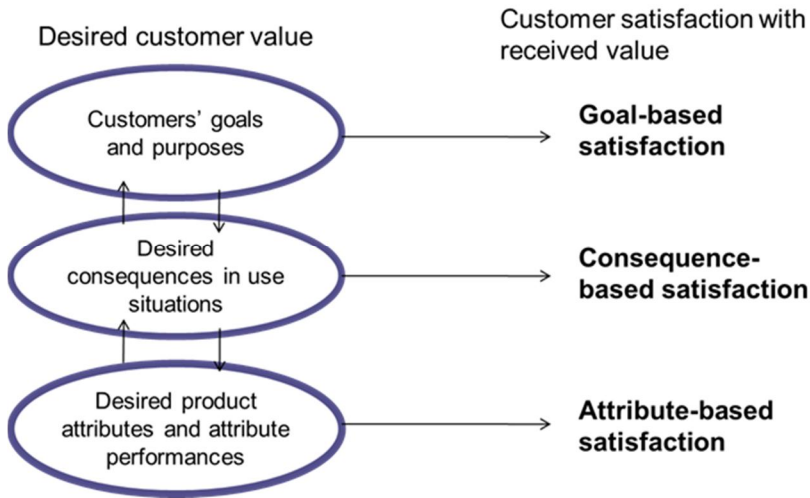 Desired customer value
Customer satisfaction with
received value
Customers' goals
and purposes
Goal-based
satisfaction
Desired
consequences in use
situations
Consequence-
based satisfaction
Desired product
attributes and attribute
performances
Attribute-based
satisfaction